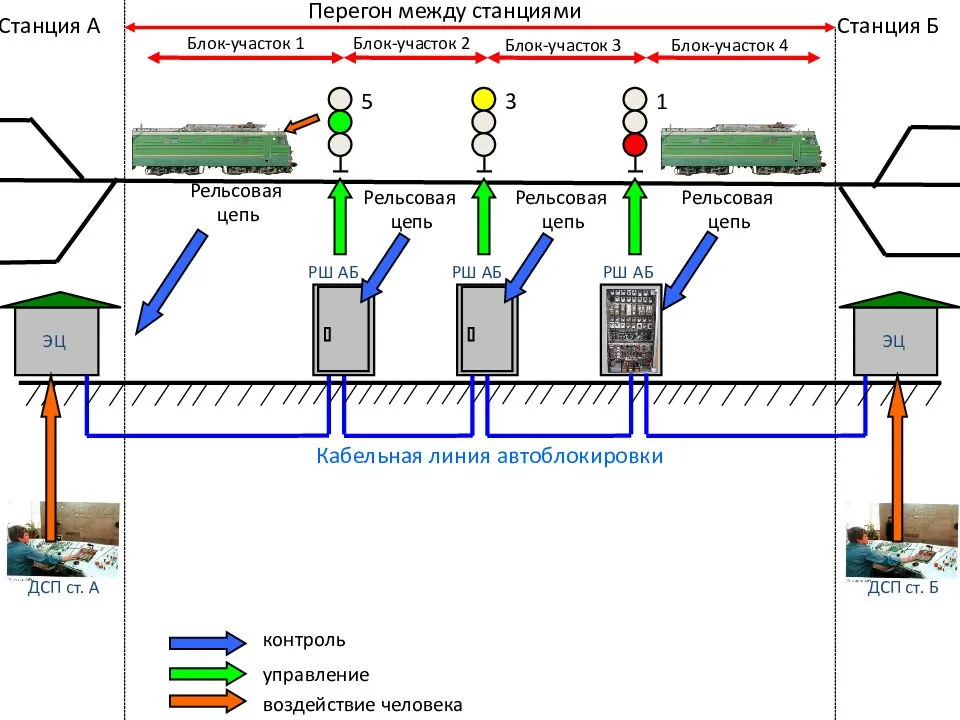 Перегон между станциями
Станция А
Станция Б
Блок-участок 1
Блок-участок 2
Блок-участок 3
Блок-участок 4
5
3
1
Рельсовая
цепь
Рельсовая
цепь
Рельсовая
цепь
Рельсовая
цепь
РШ АБ
РШ АБ
РШ АБ
ЭЦ
ЭЦ
Кабельная линия автоблокировки
ДСП ст. А
ДСП ст. Б
контроль
управление
воздействие человека